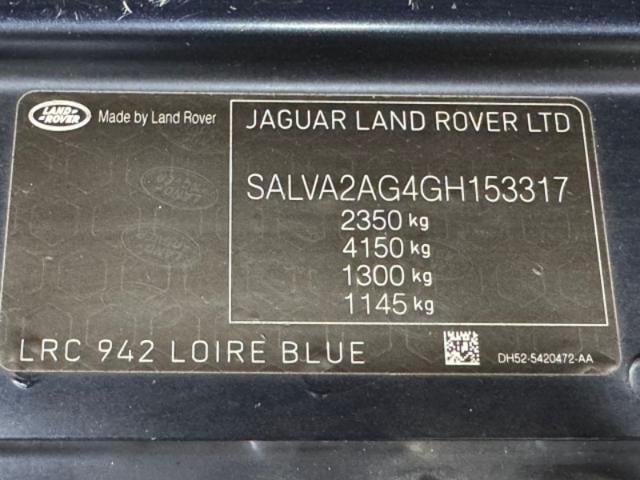 LAND ROVER
Made by Land Rover
JAGUAR LAND ROVER LTD
SALVA2AG4GH153317
2350 kg
4150 kg
1300 kg
1145 kg
LRC 942 LOIRE BLUE
DH52-5420472-AA